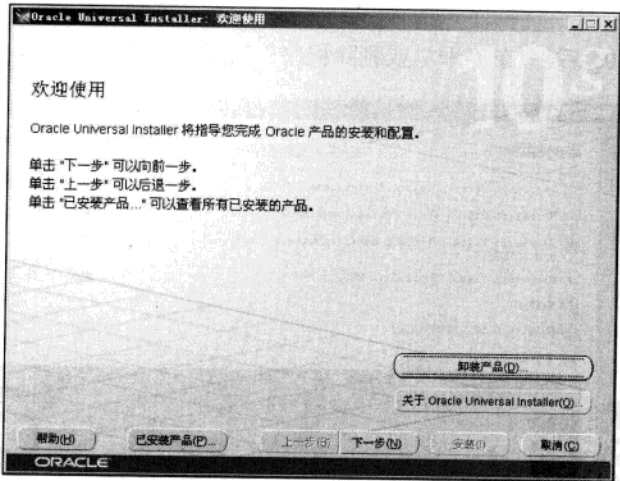 Oracle Universal Installer: 欢迎使用
10g
欢迎使用
Oracle Universal Installer 将指导您完成 Oracle 产品的安装和配置。
单击 "下一步" 可以向前一步。
单击 "上一步" 可以后退一步。
单击 "已安装产品..." 可以查看所有已安装的产品。
卸装产品(D)...
关于 Oracle Universal Installer(O)...
帮助(H) 已安装产品(P)... 上一步(B) 下一步(N) 安装(I) 取消(C)
ORACLE